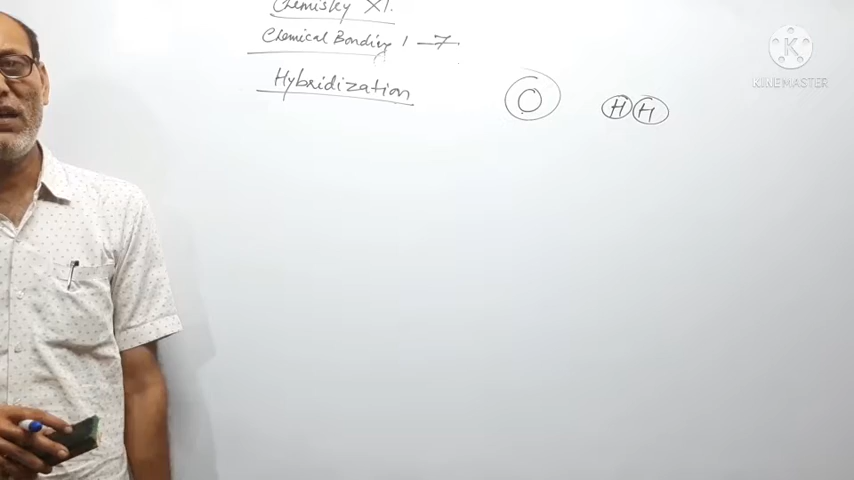 Chemistry XI.
Chemical Bonding 1 - 7
Hybridization
O
H H
K
KINEMASTER